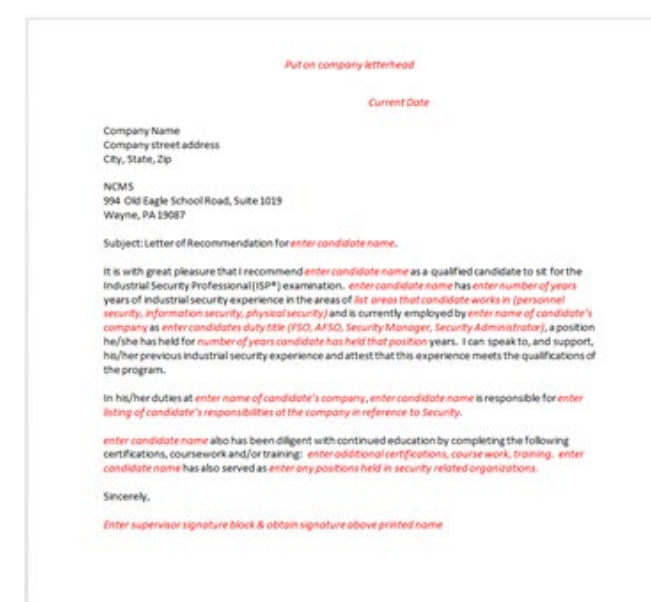 Put on company letterhead
Current Date
Company Name
Company street address
City, State, Zip
NCMS
994 Old Eagle School Road, Suite 1019
Wayne, PA 19087
Subject: Letter of Recommendation for enter candidate name.
It is with great pleasure that I recommend enter candidate name as a qualified candidate to sit for the
Industrial Security Professional (ISP®) examination. enter candidate name has enter number of years
years of industrial security experience in the areas of list areas that candidate works in (personnel
security, information security, physical security) and is currently employed by enter name of candidate's
company as enter candidates duty title (FSO, AFSO, Security Manager, Security Administrator), a position
he/she has held for number of years candidate has held that position years. I can speak to, and support,
his/her previous industrial security experience and attest that this experience meets the qualifications of
the program.
In his/her duties at enter name of candidate's company, enter candidate name is responsible for enter
listing of candidate's responsibilities at the company in reference to Security.
enter candidate name also has been diligent with continued education by completing the following
certifications, coursework and/or training: enter additional certifications, course work, training. enter
candidate name has also served as enter any positions held in security related organizations.
Sincerely,
Enter supervisor signature block & obtain signature above printed name